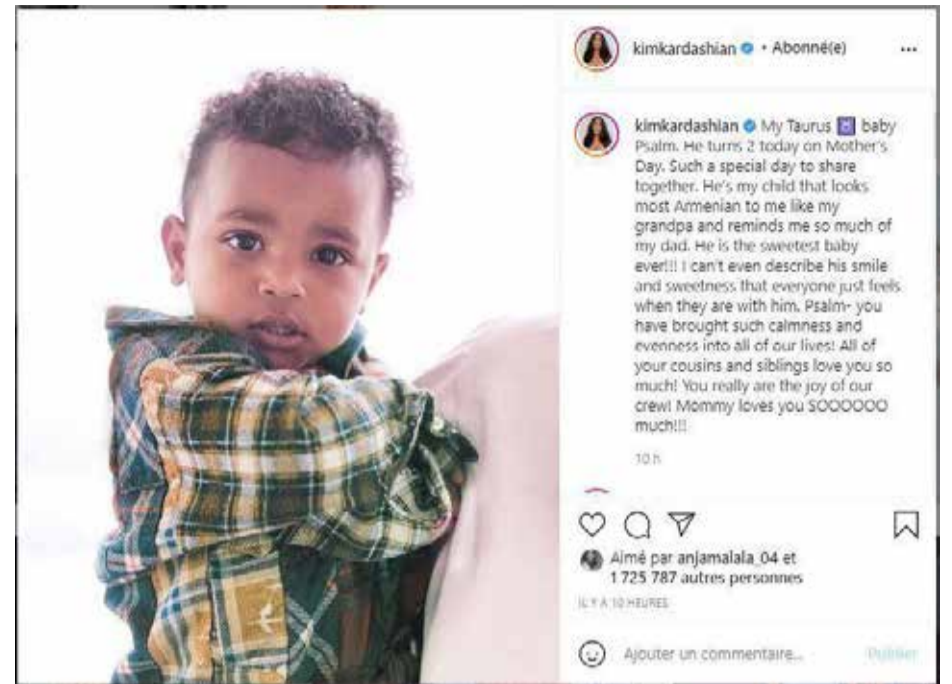 kimkardashian • Abonné(e)
kimkardashian My Taurus ♉ baby
Psalm. He turns 2 today on Mother's
Day. Such a special day to share
together. He's my child that looks
most Armenian to me like my
grandpa and reminds me so much of
my dad. He is the sweetest baby
ever!!! I can't even describe his smile
and sweetness that everyone just feels
when they are with him. Psalm- you
have brought such calmness and
evenness into all of our lives! All of
your cousins and siblings love you so
much! You really are the joy of our
crew! Mommy loves you SOOOOOO
much!!!
10 h
Aimé par anjamalala_04 et
1 725 787 autres personnes
IL Y A 10 HEURES
Ajouter un commentaire...
Publier